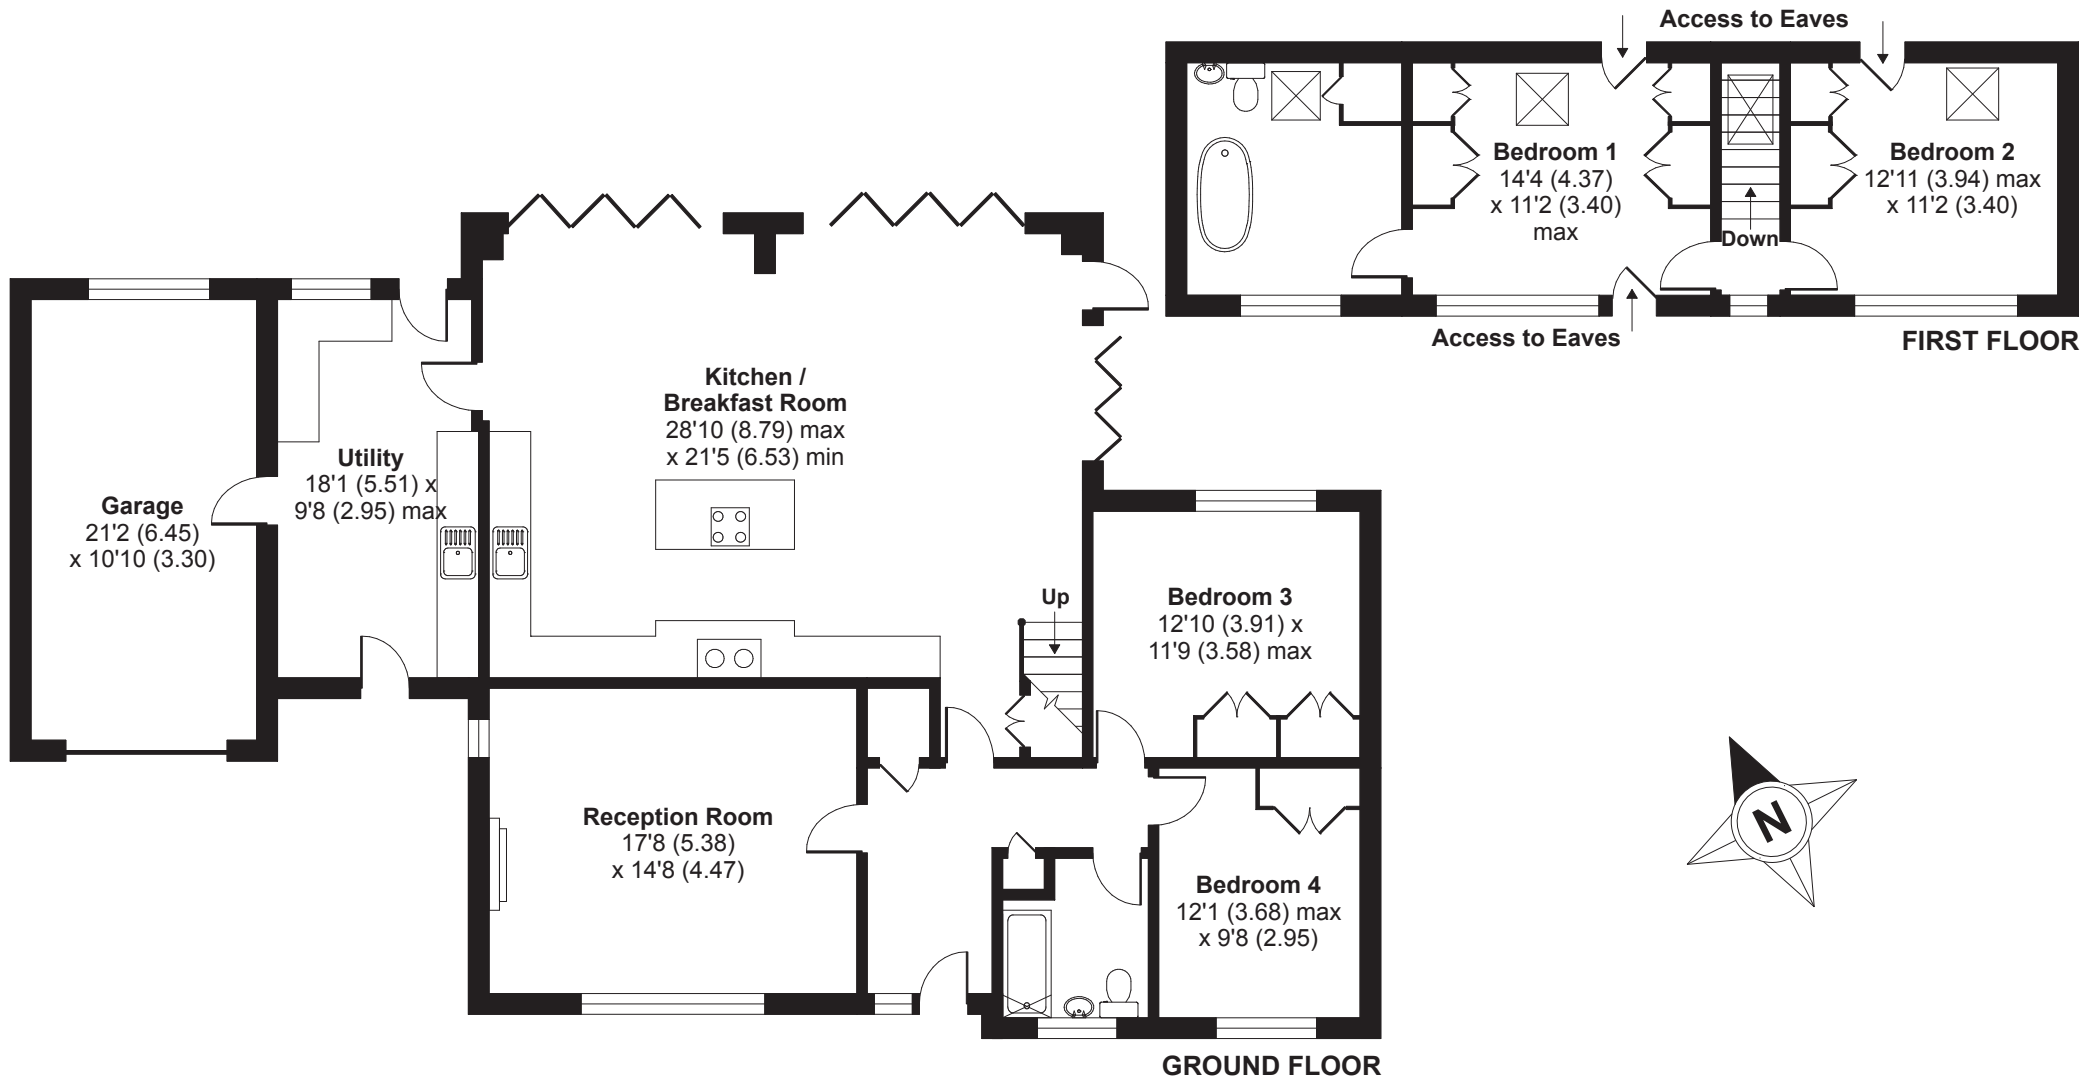 Access to Eaves
Bedroom 1
14'4 (4.37)
x 11'2 (3.40)
max
Bedroom 2
12'11 (3.94) max
x 11'2 (3.40)
Down
Access to Eaves
FIRST FLOOR
Kitchen /
Breakfast Room
28'10 (8.79) max
x 21'5 (6.53) min
Utility
18'1 (5.51) x
9'8 (2.95) max
Garage
21'2 (6.45)
x 10'10 (3.30)
Up
Bedroom 3
12'10 (3.91) x
11'9 (3.58) max
Reception Room
17'8 (5.38)
x 14'8 (4.47)
Bedroom 4
12'1 (3.68) max
x 9'8 (2.95)
N
GROUND FLOOR